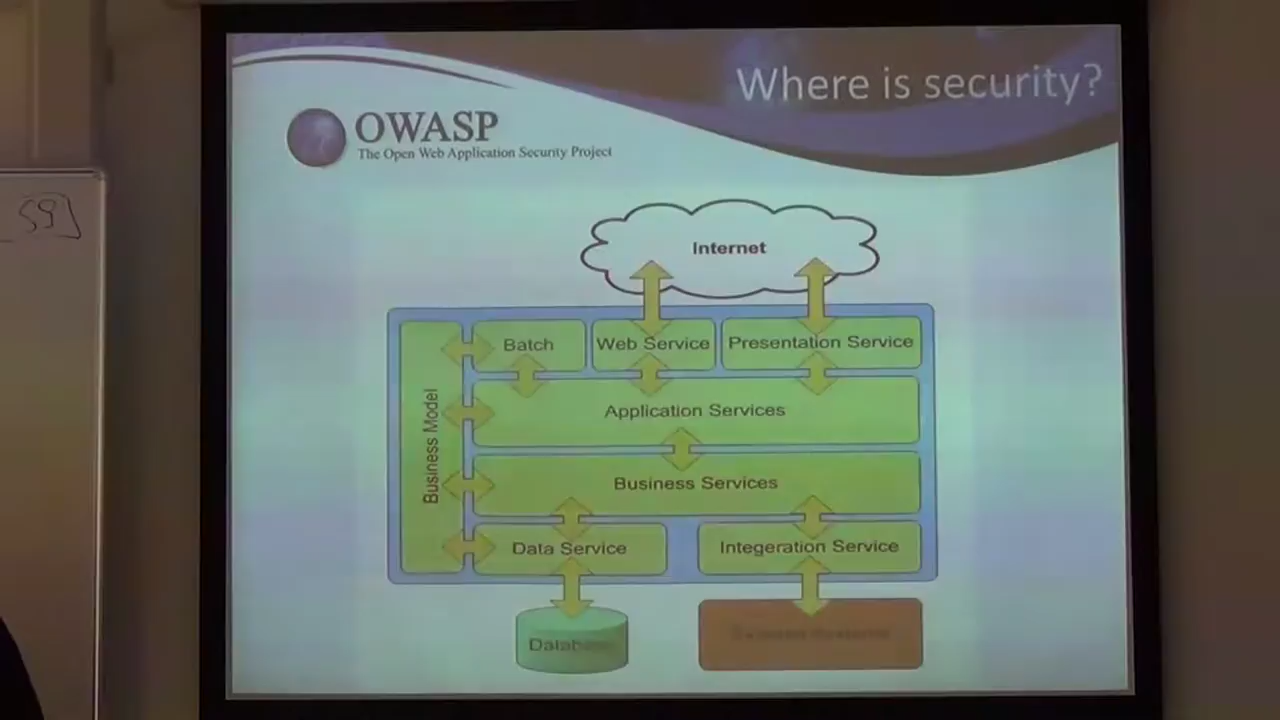 Where is security?
OWASP
The Open Web Application Security Project
Internet
Batch
Web Service
Presentation Service
Application Services
Business Model
Business Services
Data Service
Integeration Service
Database